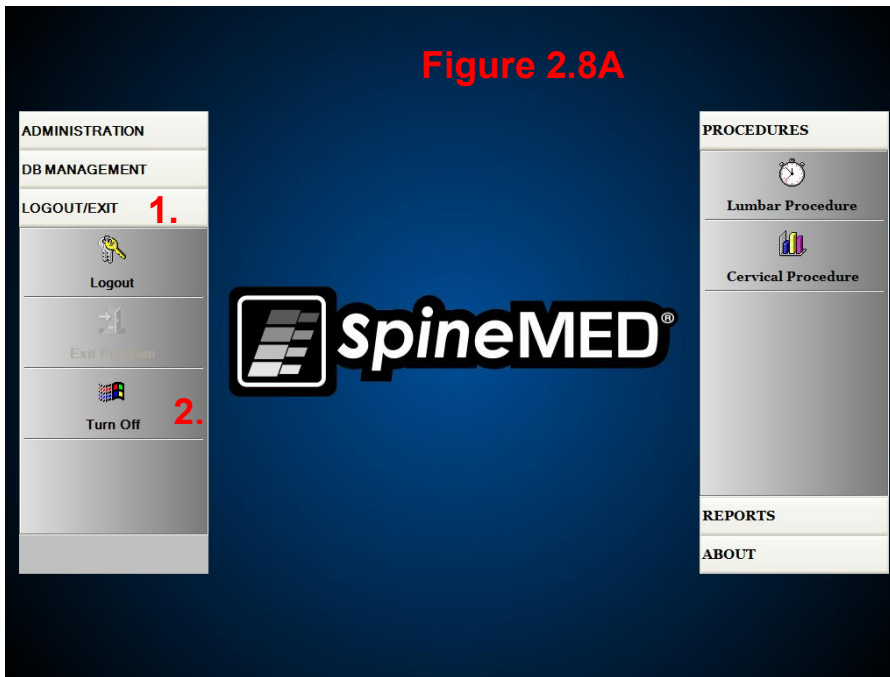 Figure 2.8A
ADMINISTRATION
DB MANAGEMENT
LOGOUT/EXIT 1.
Logout
Exit Program
Turn Off 2.
SpineMED®
PROCEDURES
Lumbar Procedure
Cervical Procedure
REPORTS
ABOUT